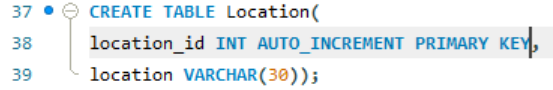 37 CREATE TABLE Location(
38 location_id INT AUTO_INCREMENT PRIMARY KEY,
39 location VARCHAR(30));